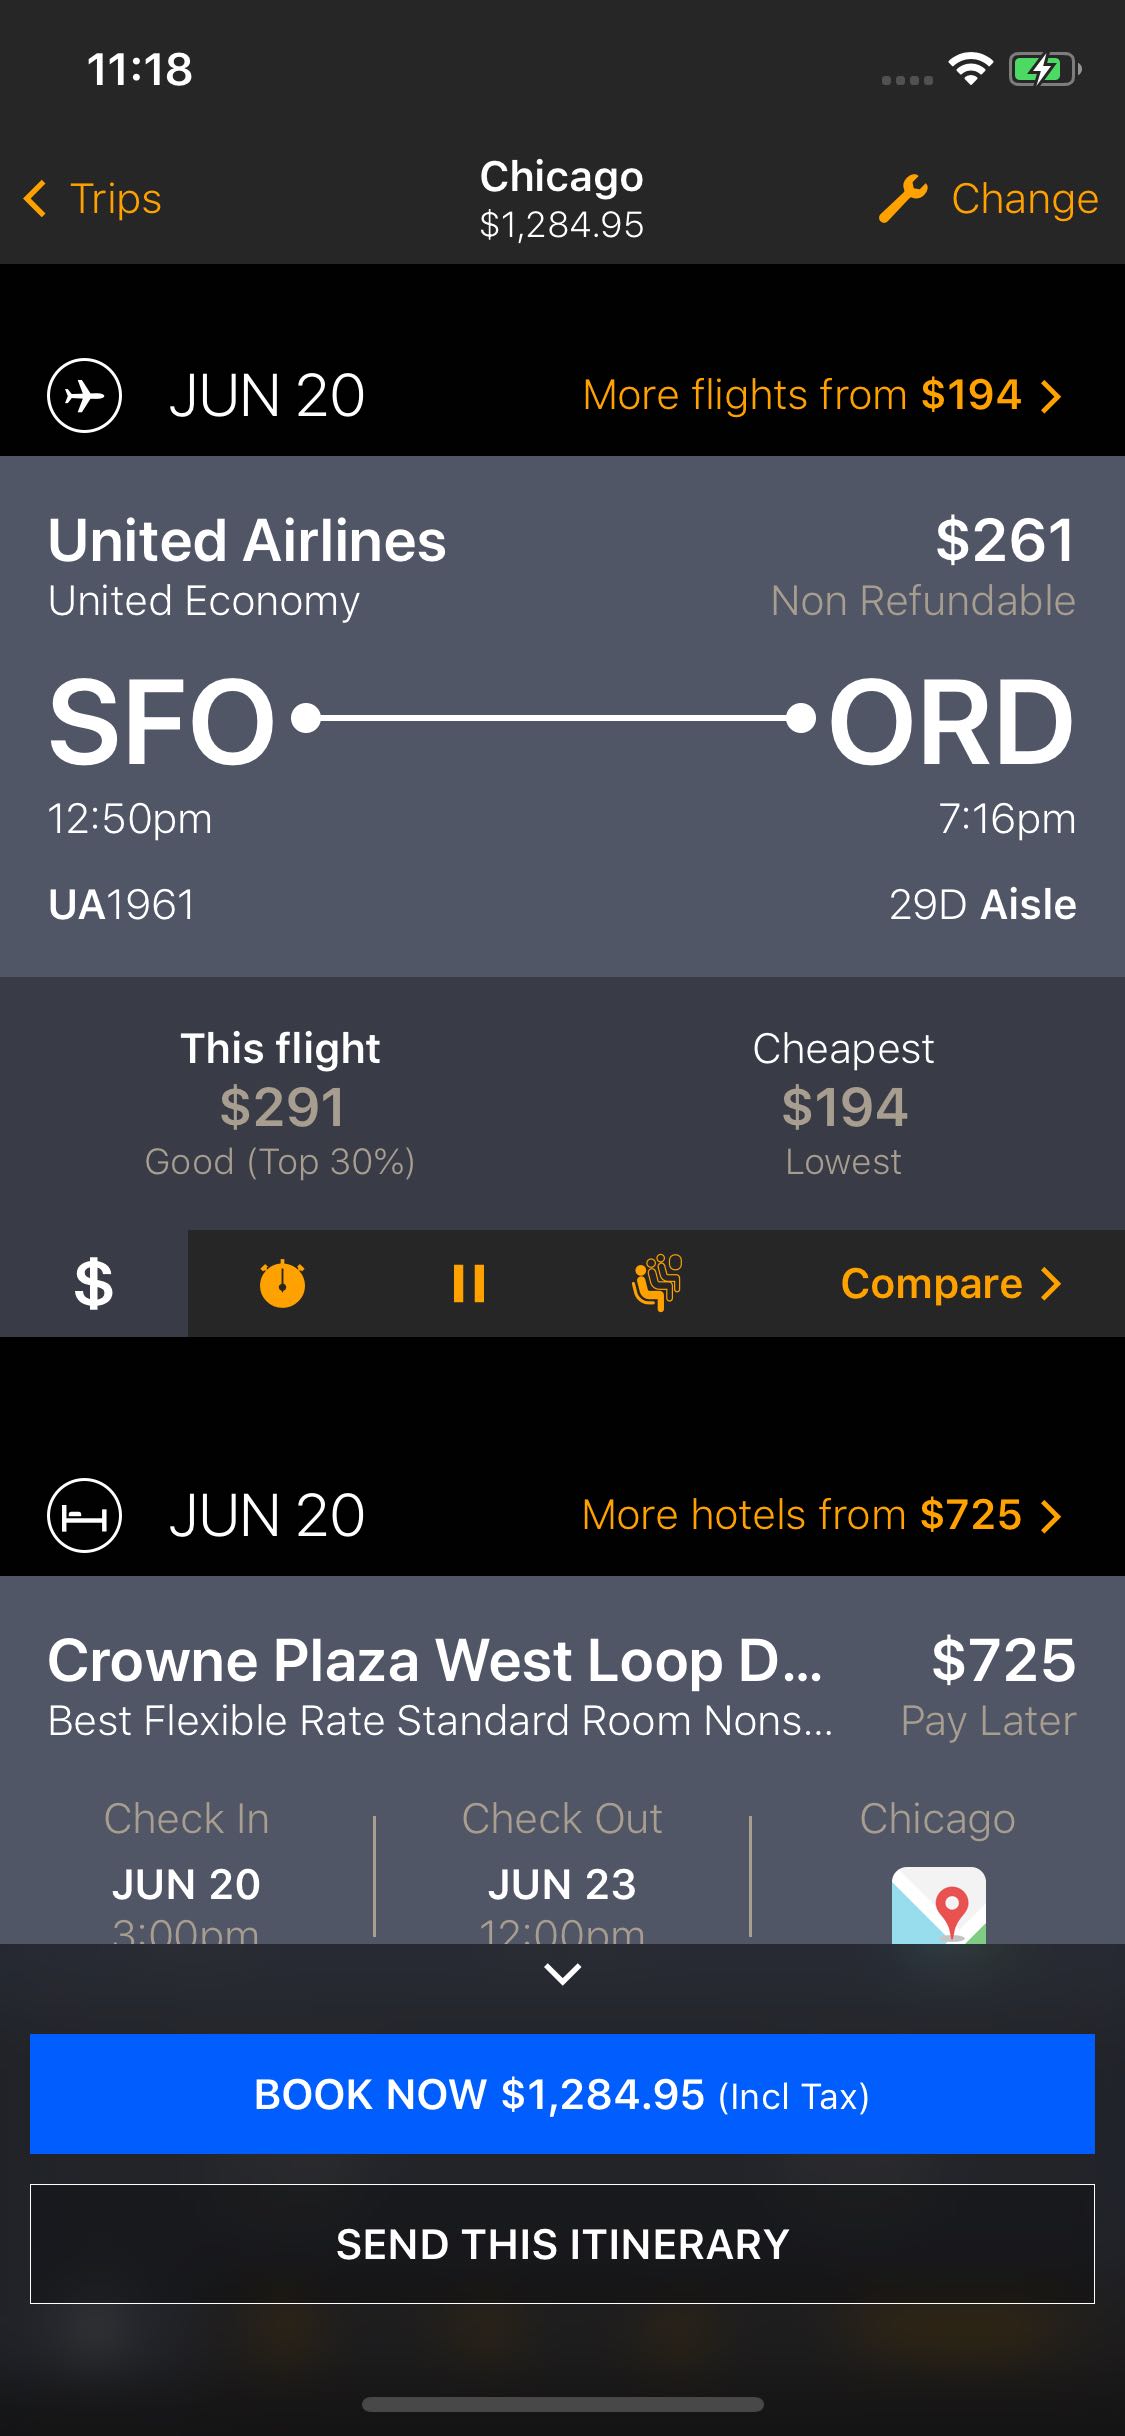 11:18
Trips
Chicago
$1,284.95
Change
JUN 20
More flights from $194
United Airlines
$261
United Economy
Non Refundable
SFO
ORD
12:50pm
7:16pm
UA1961
29D Aisle
This flight
$291
Good (Top 30%)
Cheapest
$194
Lowest
$
Compare
JUN 20
More hotels from $725
Crowne Plaza West Loop D...
$725
Best Flexible Rate Standard Room Nons...
Pay Later
Check In
JUN 20
3:00pm
Check Out
JUN 23
12:00pm
Chicago
BOOK NOW $1,284.95 (Incl Tax)
SEND THIS ITINERARY